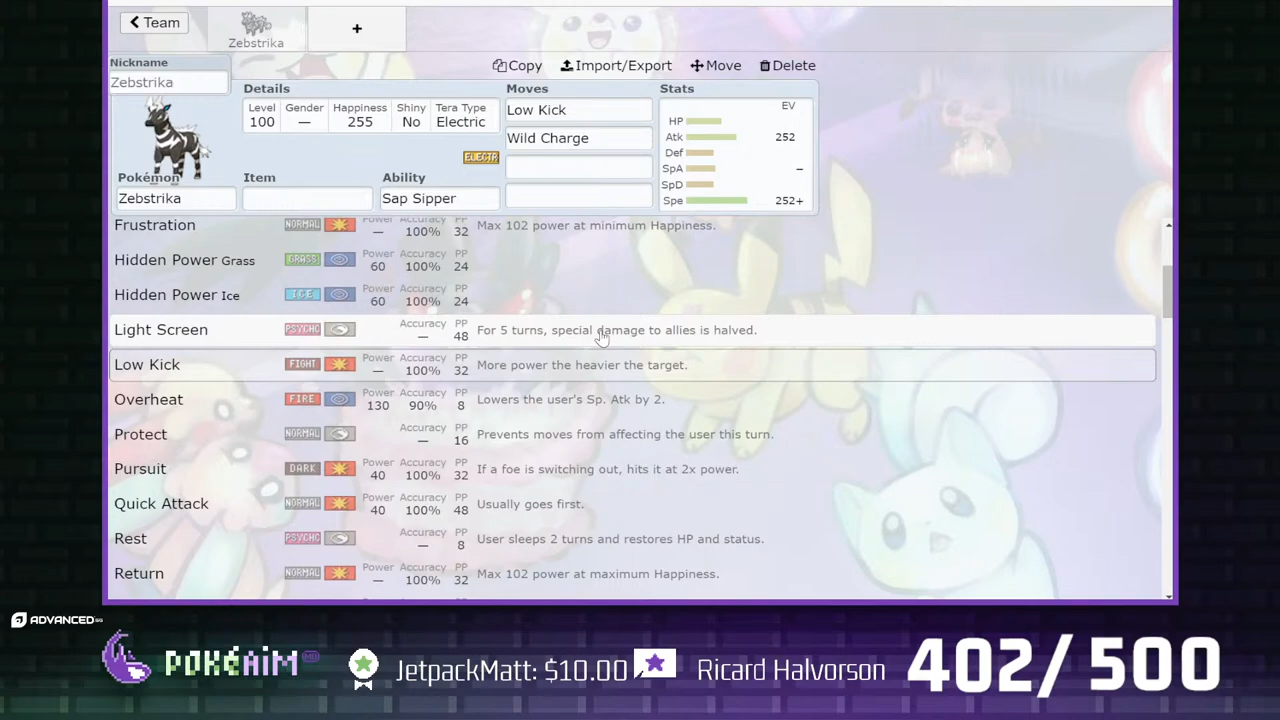 Team
Zebstrika
+
Nickname
Zebstrika
Copy Import/Export Move Delete
Details
Level Gender Happiness Shiny Tera Type
100 — 255 No Electric
ELECTR
Pokémon Item Ability
Zebstrika Sap Sipper
Moves
Low Kick
Wild Charge
Stats
EV
HP
Atk 252
Def
SpA –
SpD
Spe 252+
Frustration NORMAL Power — Accuracy 100% PP 32 Max 102 power at minimum Happiness.
Hidden Power Grass GRASS Power 60 Accuracy 100% PP 24
Hidden Power Ice ICE Power 60 Accuracy 100% PP 24
Light Screen PSYCHC Accuracy — PP 48 For 5 turns, special damage to allies is halved.
Low Kick FIGHT Power — Accuracy 100% PP 32 More power the heavier the target.
Overheat FIRE Power 130 Accuracy 90% PP 8 Lowers the user's Sp. Atk by 2.
Protect NORMAL Accuracy — PP 16 Prevents moves from affecting the user this turn.
Pursuit DARK Power 40 Accuracy 100% PP 32 If a foe is switching out, hits it at 2x power.
Quick Attack NORMAL Power 40 Accuracy 100% PP 48 Usually goes first.
Rest PSYCHC Accuracy — PP 8 User sleeps 2 turns and restores HP and status.
Return NORMAL Power — Accuracy 100% PP 32 Max 102 power at maximum Happiness.
ADVANCED GG
POKÉAIM MD JetpackMatt: $10.00 Ricard Halvorson 402/500